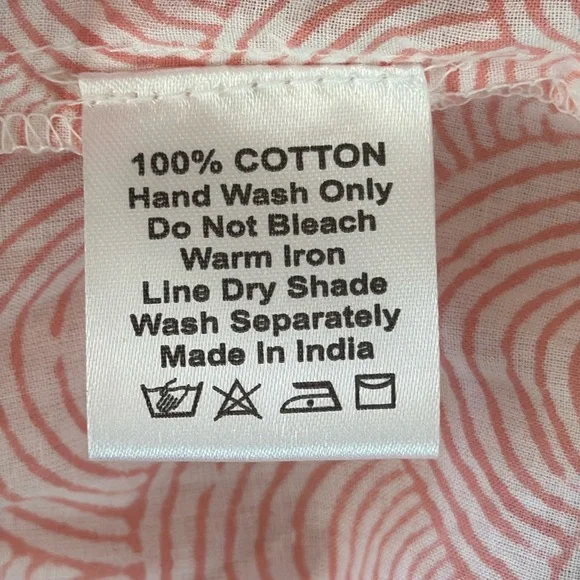 100% COTTON
Hand Wash Only
Do Not Bleach
Warm Iron
Line Dry Shade
Wash Separately
Made In India